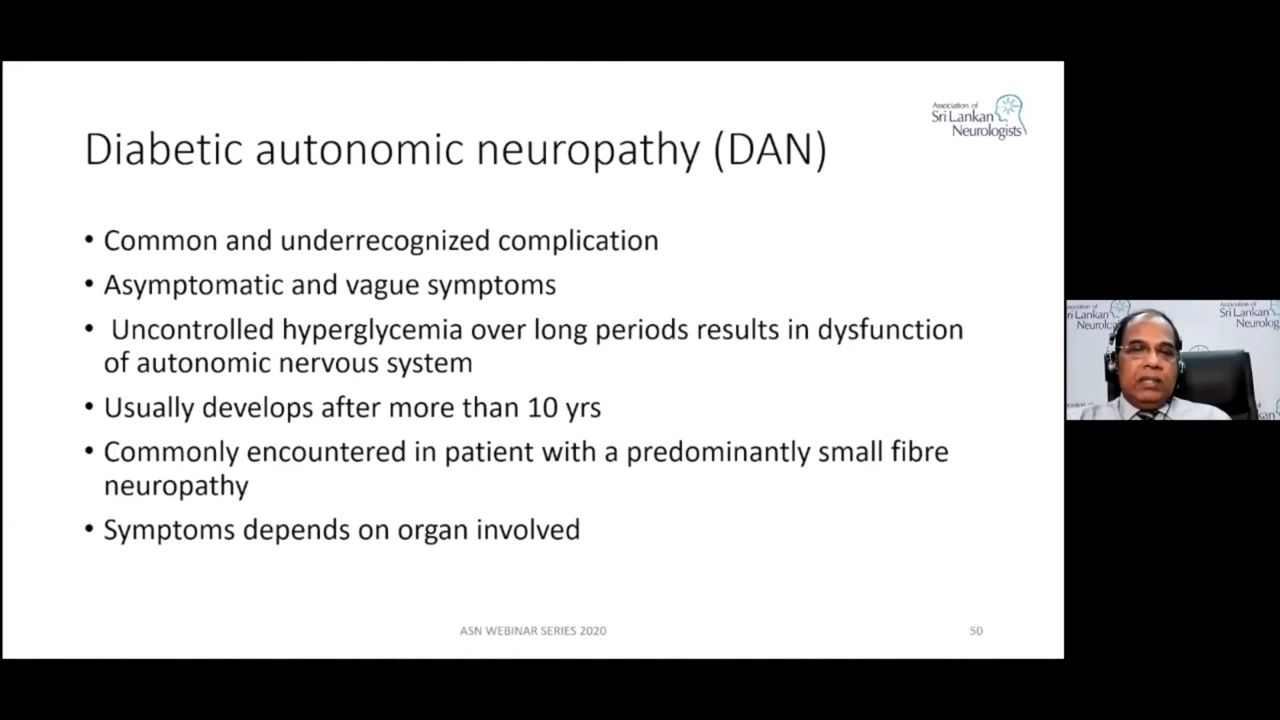 Association of
Sri Lankan
Neurologists
Diabetic autonomic neuropathy (DAN)
• Common and underrecognized complication
• Asymptomatic and vague symptoms
• Uncontrolled hyperglycemia over long periods results in dysfunction
of autonomic nervous system
• Usually develops after more than 10 yrs
• Commonly encountered in patient with a predominantly small fibre
neuropathy
• Symptoms depends on organ involved
ASN WEBINAR SERIES 2020
50
Sri Lankan